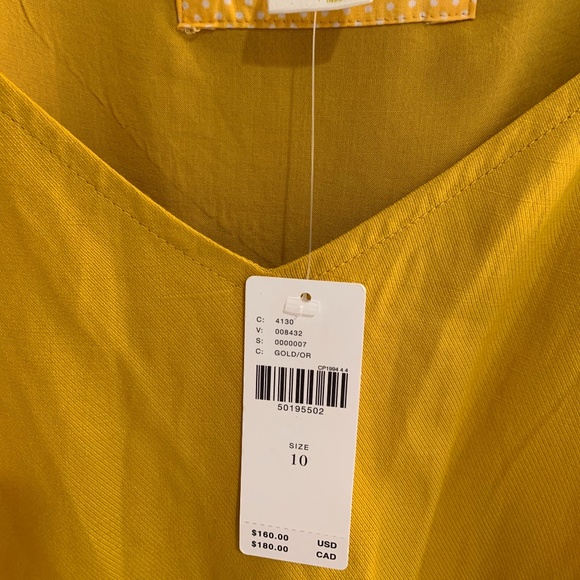 C: 4130
V: 008432
S: 0000007
C: GOLD/OR
CP1994 4 4
50195502
SIZE
10
$160.00 USD
$180.00 CAD